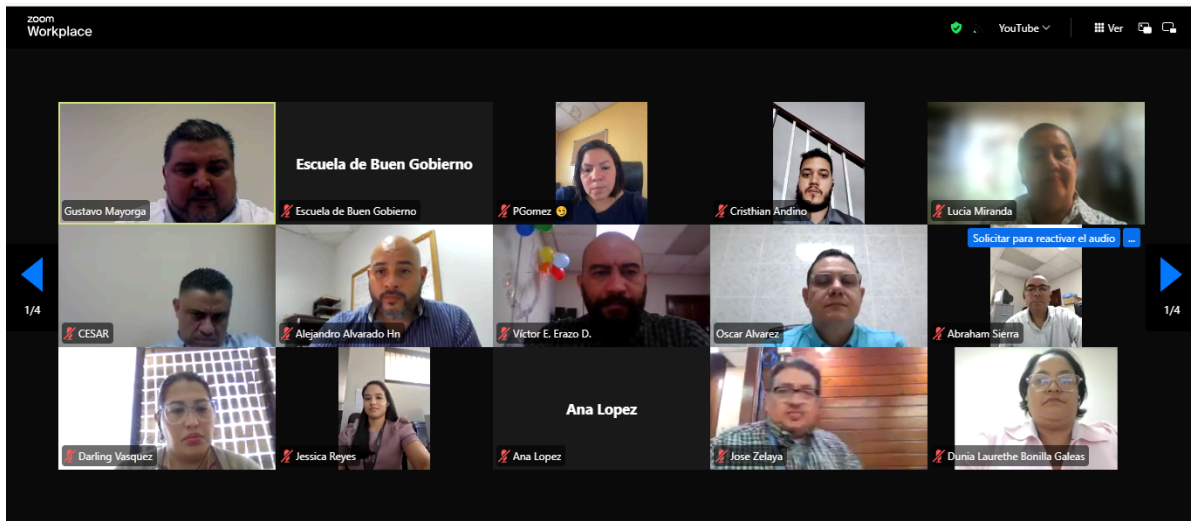 zoom
Workplace
YouTube
Ver
Gustavo Mayorga
Escuela de Buen Gobierno
Escuela de Buen Gobierno
PGomez 🤨
Cristhian Andino
Lucia Miranda
CESAR
Alejandro Alvarado Hn
Víctor E. Erazo D.
Oscar Alvarez
Solicitar para reactivar el audio ...
Abraham Sierra
1/4
1/4
Darling Vasquez
Jessica Reyes
Ana Lopez
Ana Lopez
Jose Zelaya
Dunia Laurethe Bonilla Galeas